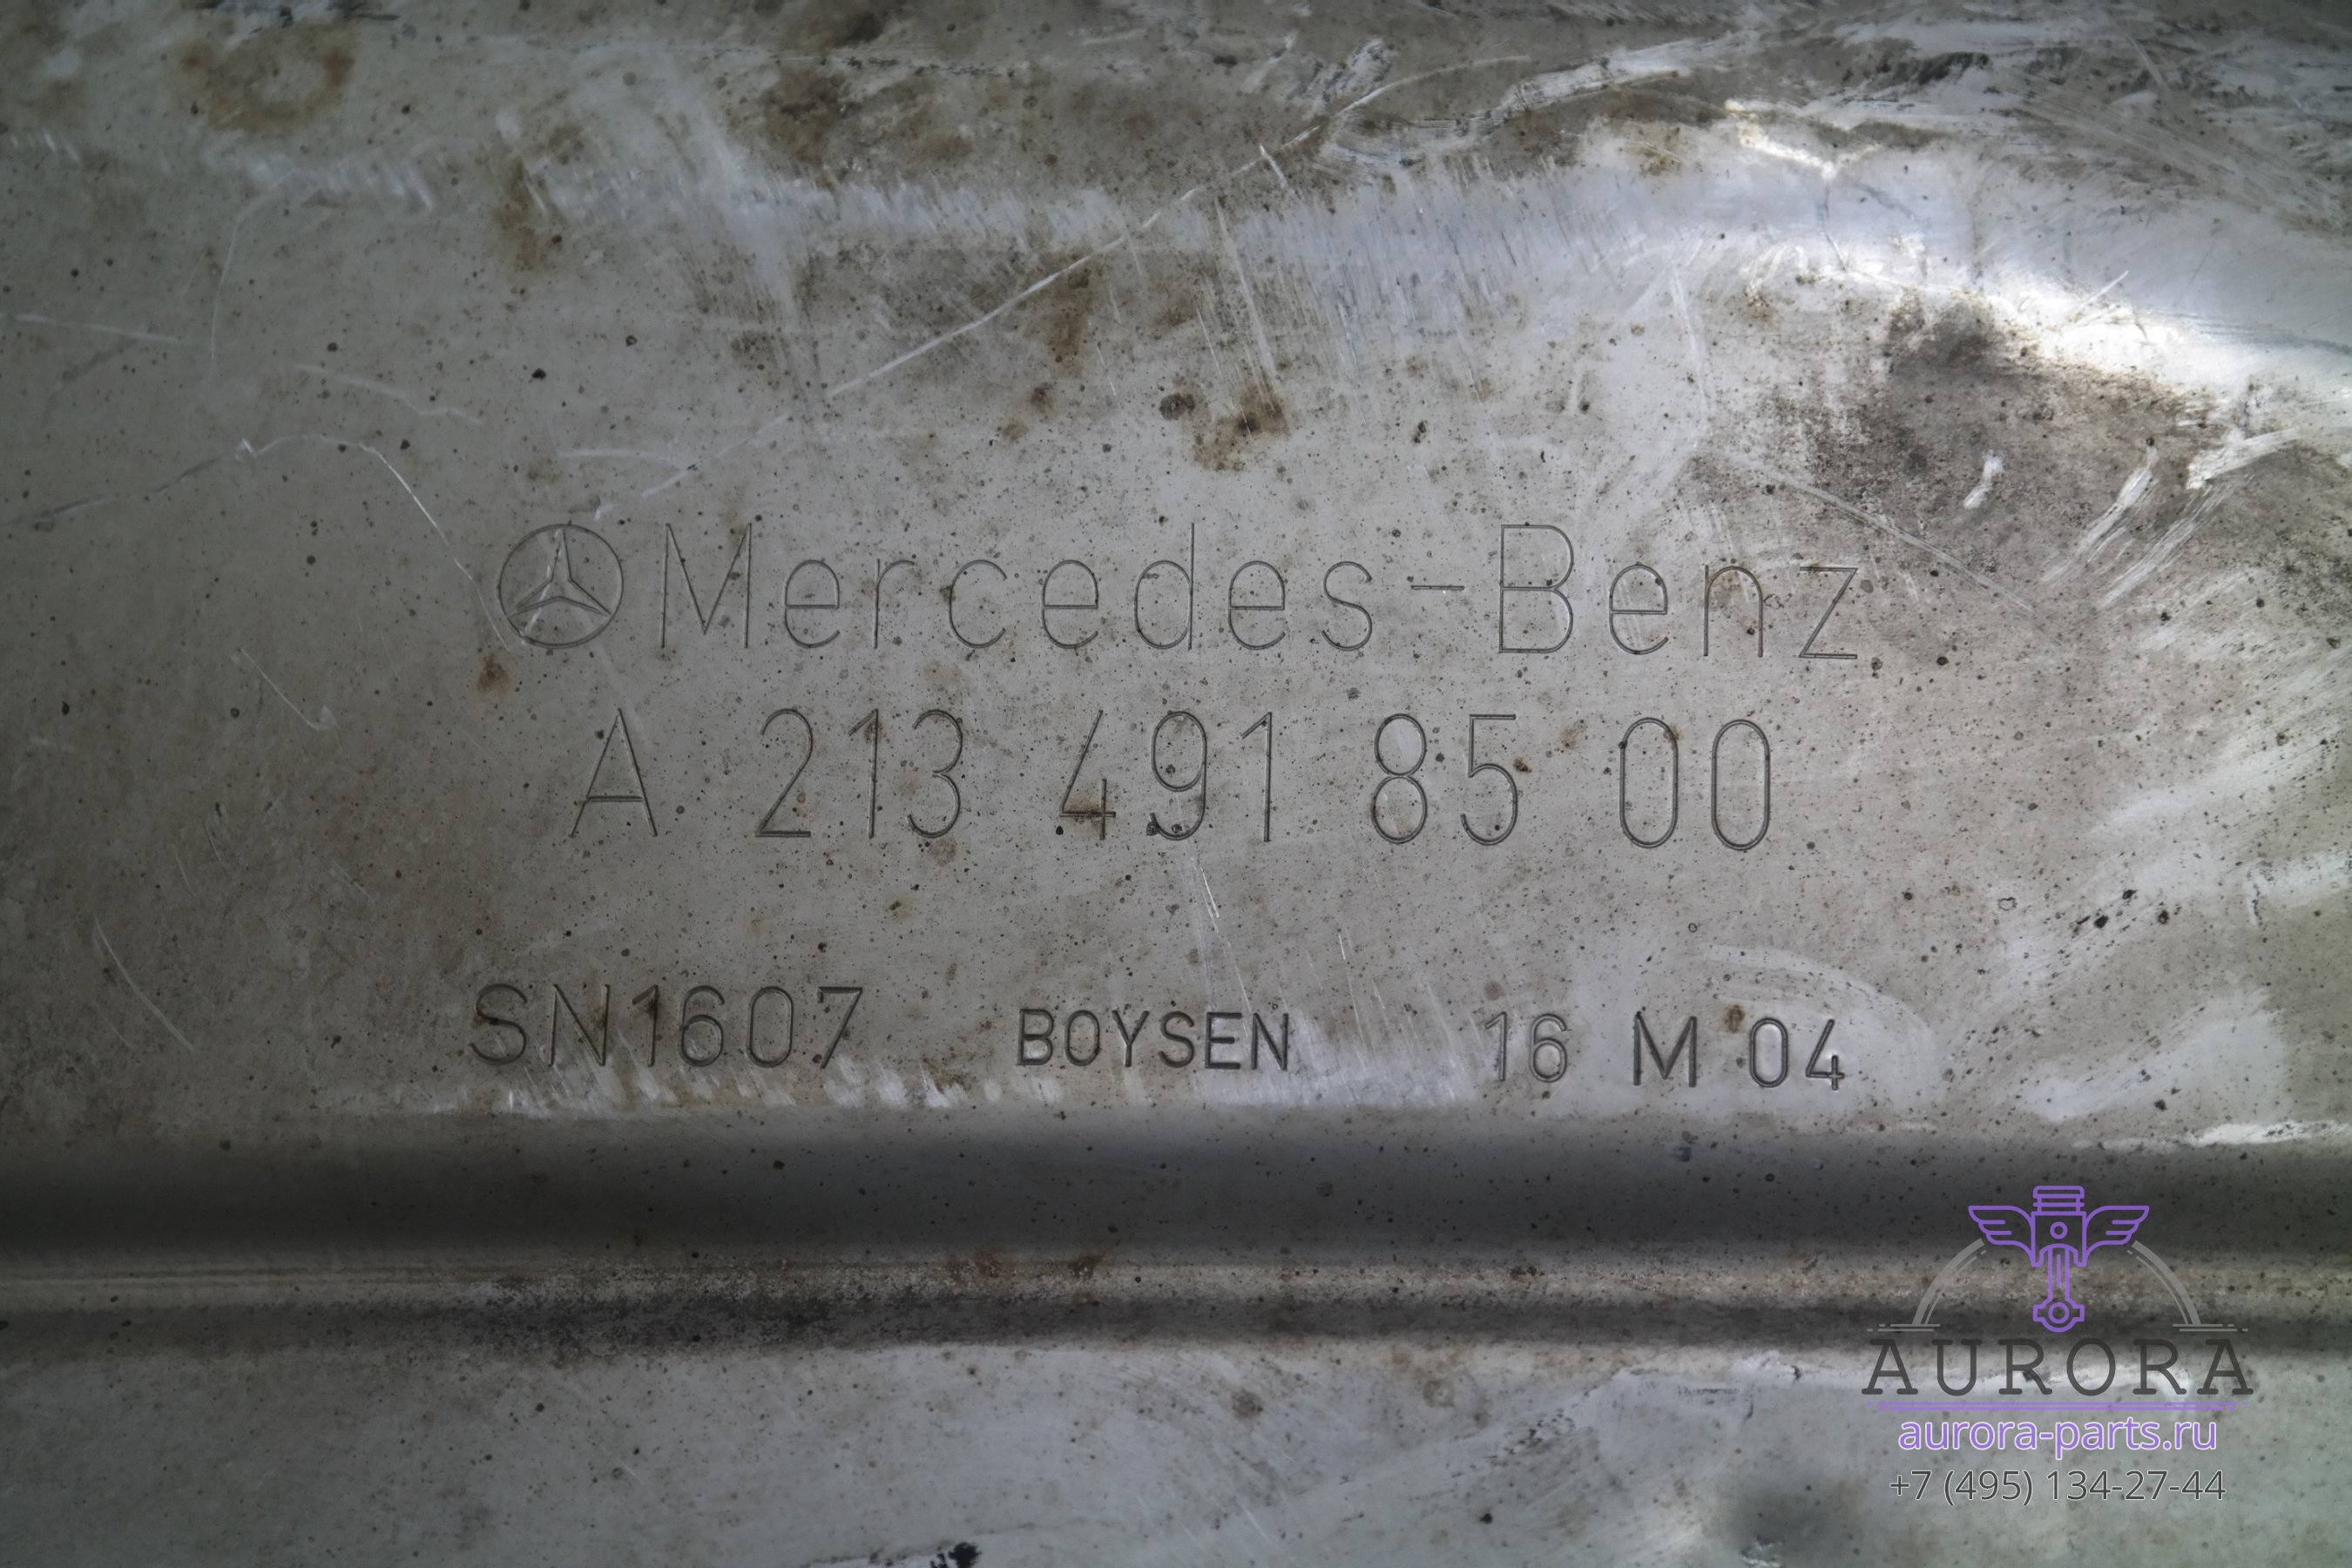 Mercedes-Benz
A 213 491 85 00
SN1607 BOYSEN 16 M 04
AURORA
aurora-parts.ru
+7 (495) 134-27-44